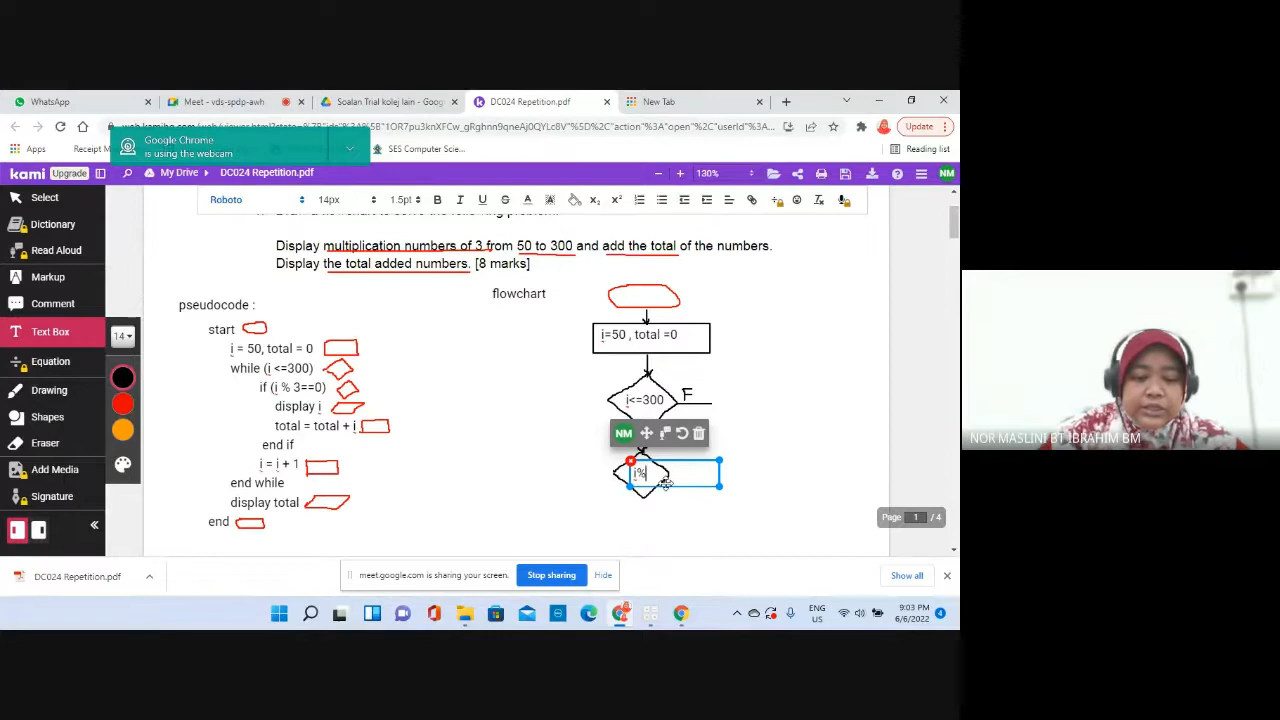 WhatsApp
Meet - vds-spdp-awh
Soalan Trial kolej lain - Goog
DC024 Repetition.pdf
New Tab
Google Chrome
is using the webcam
Update
Apps
Receipt M
SES Computer Scie...
Reading list
kami Upgrade
My Drive
DC024 Repetition.pdf
130%
NM
Roboto
14px
1.5pt
Select
Dictionary
Read Aloud
Markup
Comment
Text Box
14
Equation
Drawing
Shapes
Eraser
Add Media
Signature
Display multiplication numbers of 3 from 50 to 300 and add the total of the numbers.
Display the total added numbers. [8 marks]
flowchart
pseudocode :
start
i = 50, total = 0
while (i <=300)
if (i % 3==0)
display i
total = total + i
end if
i = i + 1
end while
display total
end
i=50 , total =0
i<=300
F
NM
i%
Page 1 / 4
NOR MASLINI BT IBRAHIM BM
DC024 Repetition.pdf
meet.google.com is sharing your screen.
Stop sharing
Hide
Show all
ENG
US
9:03 PM
6/6/2022
4